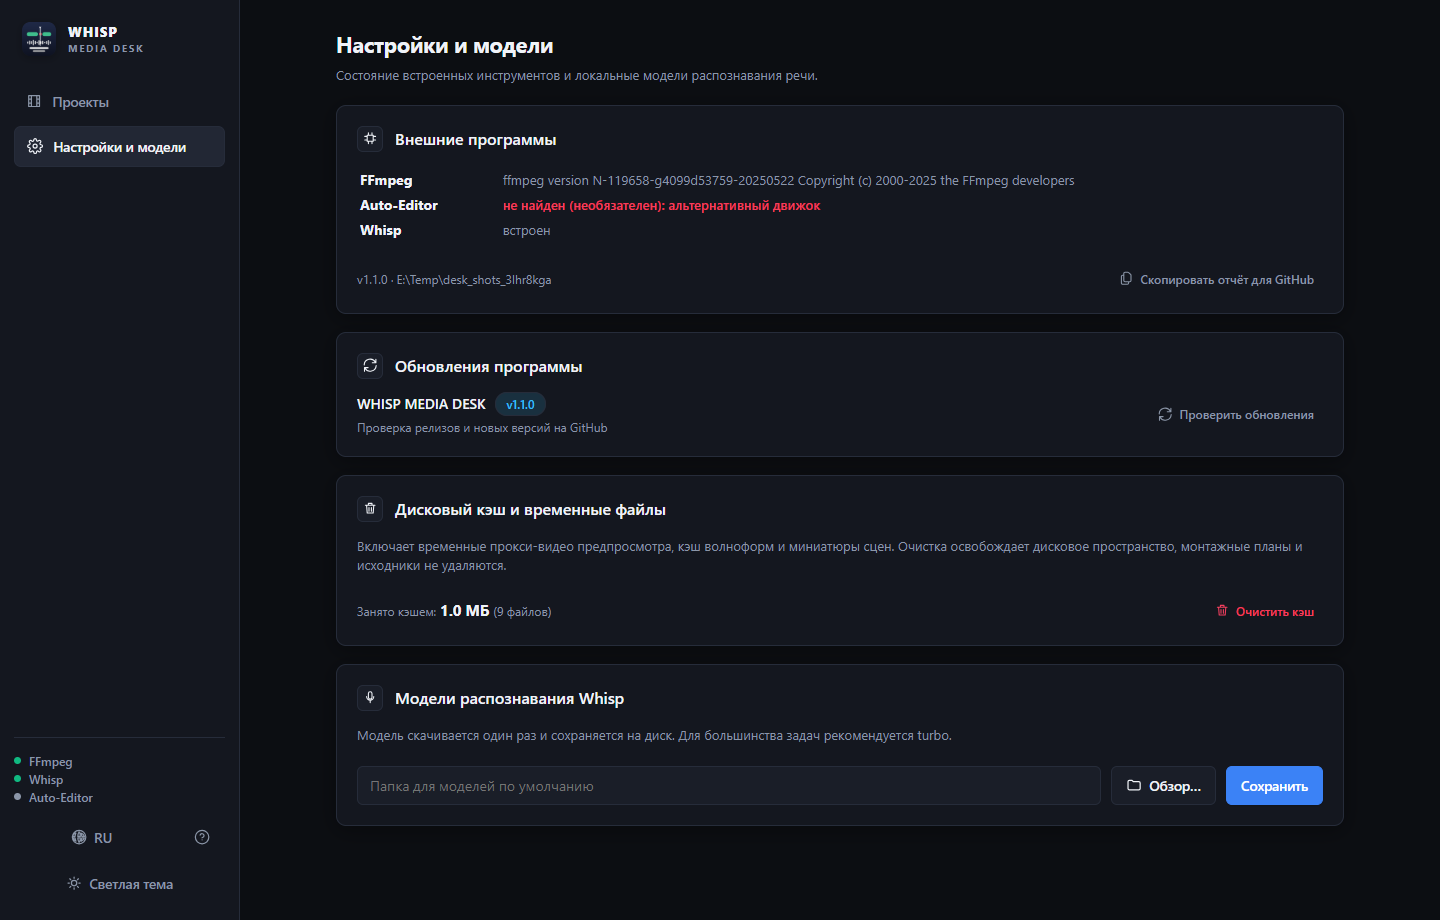 WHISP
MEDIA DESK
Проекты
Настройки и модели
FFmpeg
Whisp
Auto-Editor
RU
Светлая тема
Настройки и модели
Состояние встроенных инструментов и локальные модели распознавания речи.
Внешние программы
FFmpeg ffmpeg version N-119658-g4099d53759-20250522 Copyright (c) 2000-2025 the FFmpeg developers
Auto-Editor не найден (необязателен): альтернативный движок
Whisp встроен
v1.1.0 · E:\Temp\desk_shots_3lhr8kga Скопировать отчёт для GitHub
Обновления программы
WHISP MEDIA DESK v1.1.0
Проверка релизов и новых версий на GitHub
Проверить обновления
Дисковый кэш и временные файлы
Включает временные прокси-видео предпросмотра, кэш волноформ и миниатюры сцен. Очистка освобождает дисковое пространство, монтажные планы и
исходники не удаляются.
Занято кэшем: 1.0 МБ (9 файлов) Очистить кэш
Модели распознавания Whisp
Модель скачивается один раз и сохраняется на диск. Для большинства задач рекомендуется turbo.
Папка для моделей по умолчанию Обзор... Сохранить